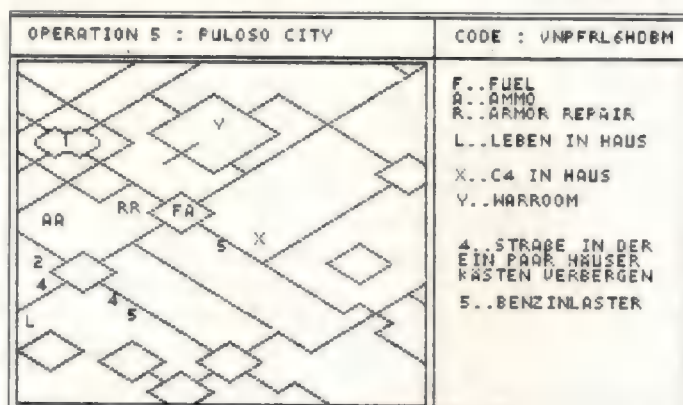 OPERATION 5 : PULOSO CITY
CODE : VNPFRL6HDBM
F..FUEL
A..AMMO
R..ARMOR REPAIR
L..LEBEN IN HAUS
X..C4 IN HAUS
Y..WARROOM
4..STRAßE IN DER
EIN PAAR HÄUSER
KÄSTEN VERBERGEN
5..BENZINLASTER
Y
T
AA
RR
FA
5
X
2
4
4
5
L